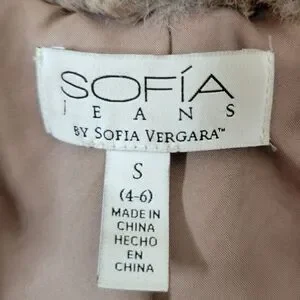 SOFÍA
JEANS
BY SOFIA VERGARA™
S
(4-6)
MADE IN
CHINA
HECHO
EN
CHINA